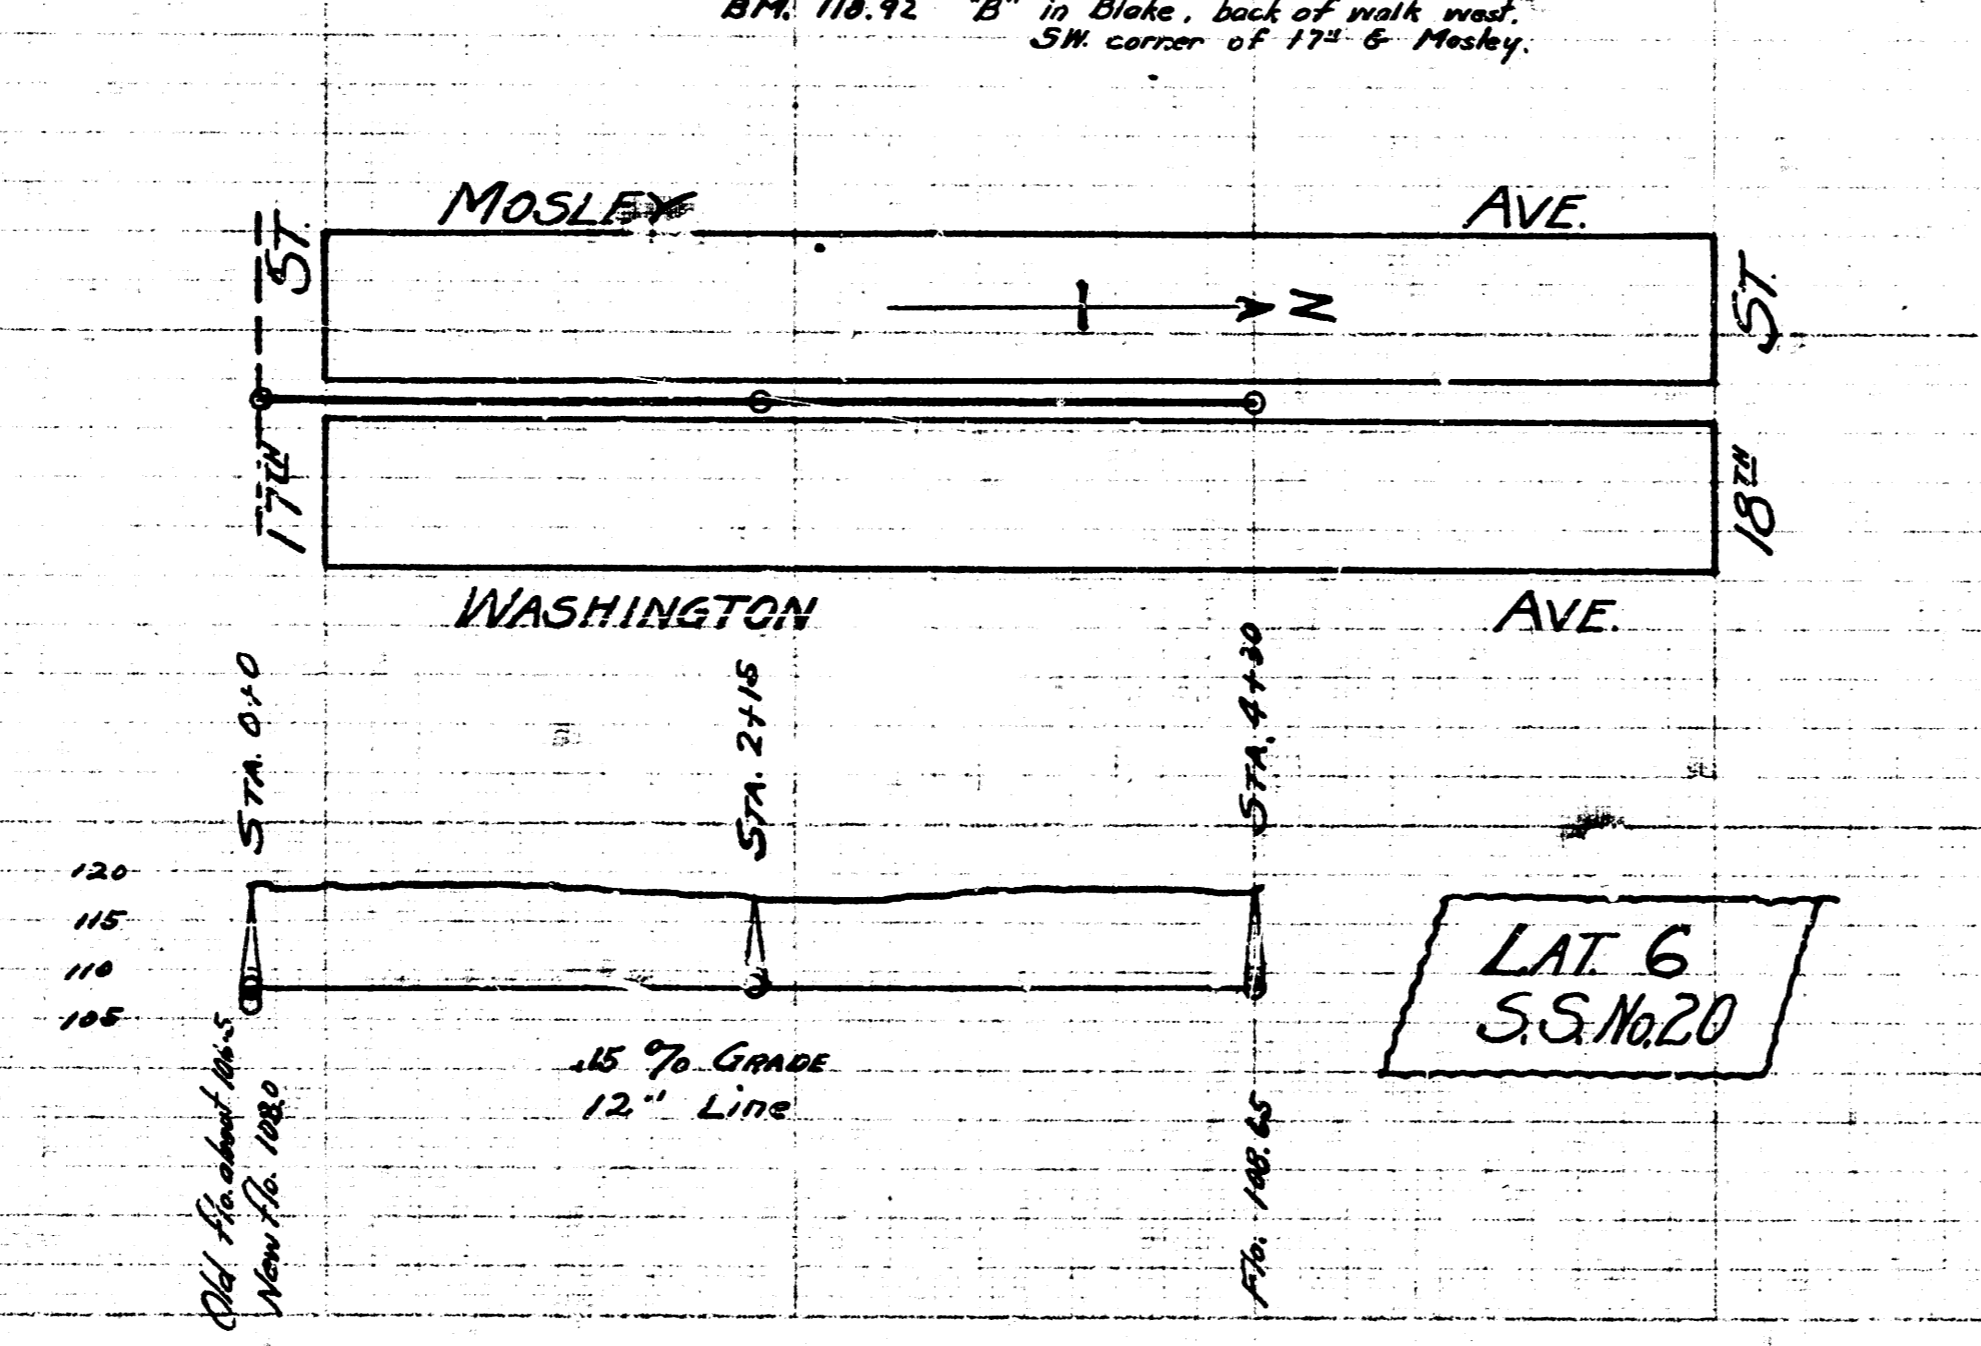 BM. 118.92 "B" in Blake, back of walk west.
SW. corner of 17th & Mosley.
MOSLEY AVE.
17TH ST.
N
18TH ST.
WASHINGTON AVE.
STA. 0+0
STA. 2+15
STA. 4+30
120
115
110
105
LAT. 6
S.S. No. 20
.15 % GRADE
12" Line
Old Flo. about 106.5
New Flo. 108.0
Flo. 108.65